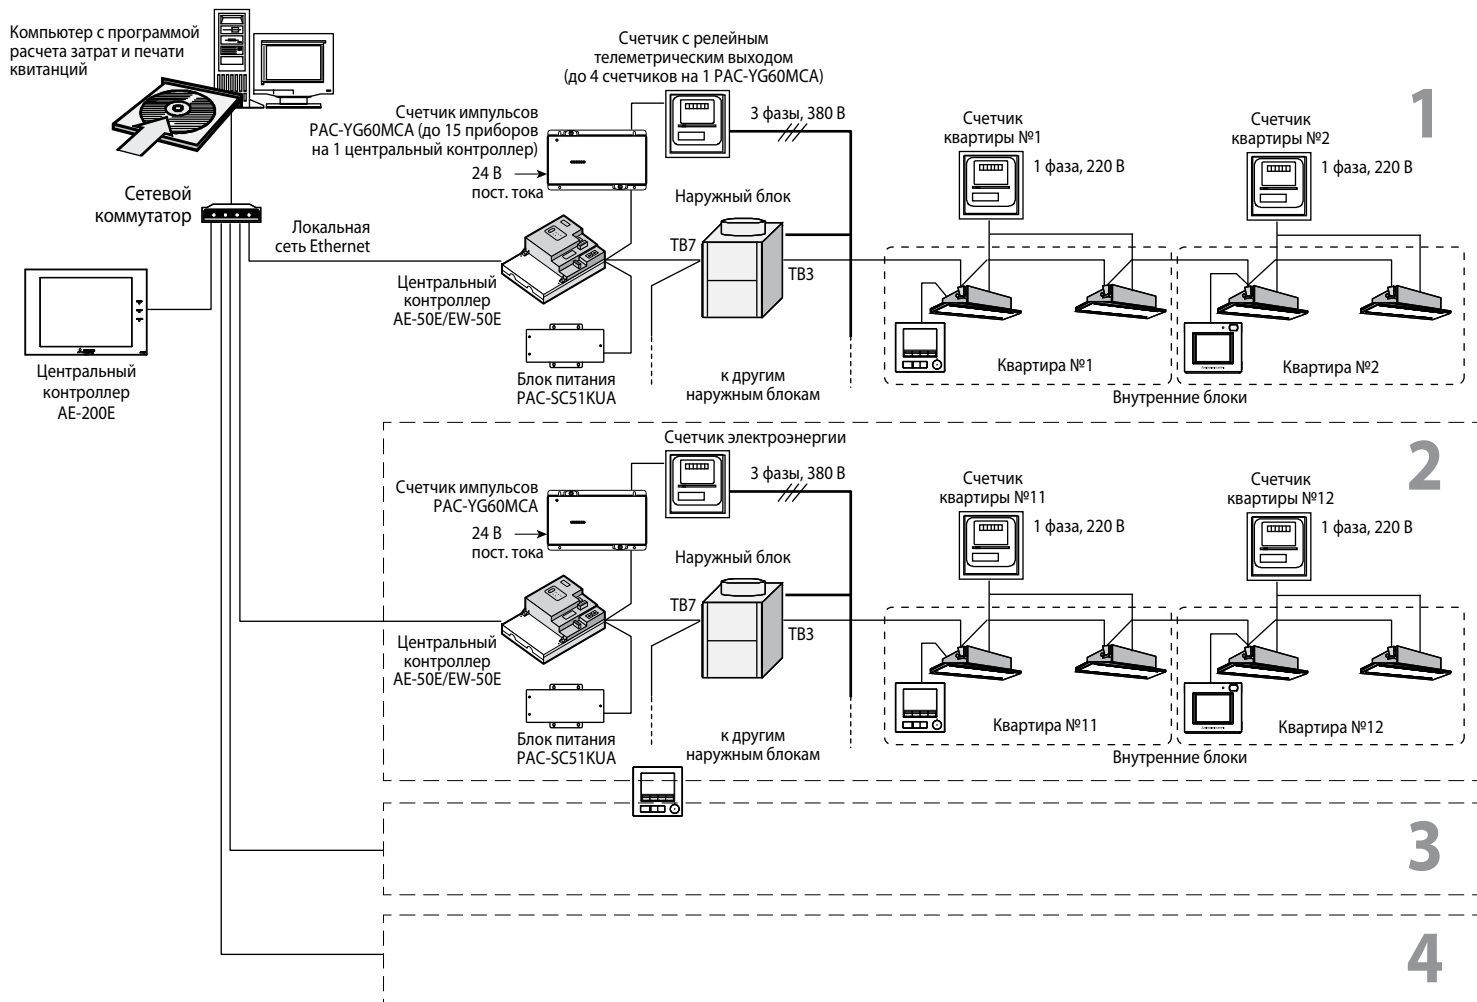 Компьютер с программой
расчета затрат и печати
квитанций
Сетевой
коммутатор
Локальная
сеть Ethernet
Центральный
контроллер
AE-200E
Счетчик с релейным
телеметрическим выходом
(до 4 счетчиков на 1 PAC-YG60MCA)
Счетчик импульсов
PAC-YG60MCA (до 15 приборов
на 1 центральный контроллер)
24 В
пост. тока
3 фазы, 380 В
Наружный блок
TB7
TB3
Центральный
контроллер
AE-50E/EW-50E
Блок питания
PAC-SC51KUA
к другим
наружным блокам
Счетчик
квартиры №1
1 фаза, 220 В
Счетчик
квартиры №2
1 фаза, 220 В
Квартира №1
Квартира №2
Внутренние блоки
1
Счетчик электроэнергии
Счетчик импульсов
PAC-YG60MCA
24 В
пост. тока
3 фазы, 380 В
Наружный блок
TB7
TB3
Центральный
контроллер
AE-50E/EW-50E
Блок питания
PAC-SC51KUA
к другим
наружным блокам
Счетчик
квартиры №11
1 фаза, 220 В
Счетчик
квартиры №12
1 фаза, 220 В
Квартира №11
Квартира №12
Внутренние блоки
2
3
4